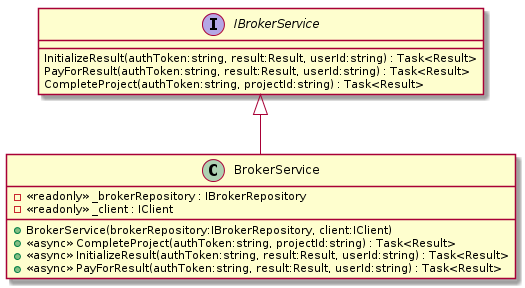 I IBrokerService
InitializeResult(authToken:string, result:Result, userId:string) : Task<Result>
PayForResult(authToken:string, result:Result, userId:string) : Task<Result>
CompleteProject(authToken:string, projectId:string) : Task<Result>
C BrokerService
«readonly» _brokerRepository : IBrokerRepository
«readonly» _client : IClient
BrokerService(brokerRepository:IBrokerRepository, client:IClient)
«async» CompleteProject(authToken:string, projectId:string) : Task<Result>
«async» InitializeResult(authToken:string, result:Result, userId:string) : Task<Result>
«async» PayForResult(authToken:string, result:Result, userId:string) : Task<Result>